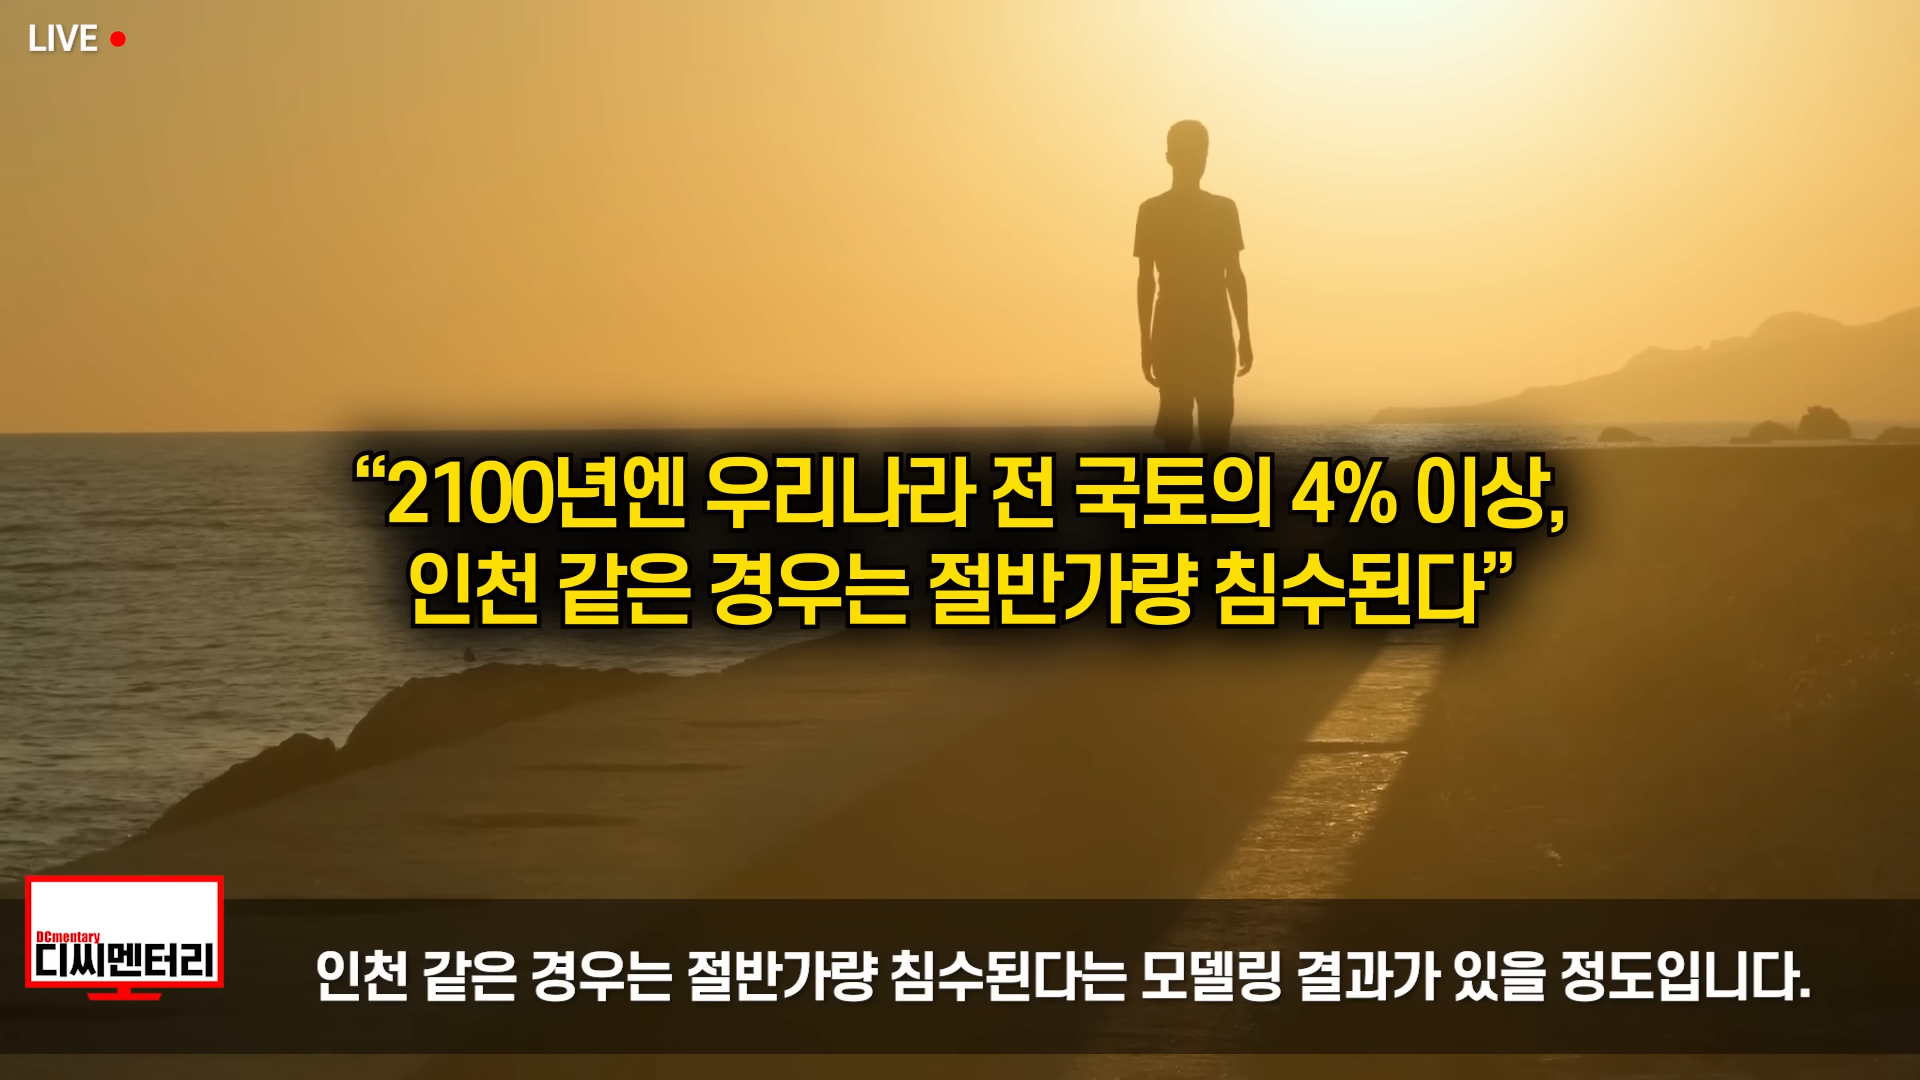 LIVE
“2100년엔 우리나라 전 국토의 4% 이상,
인천 같은 경우는 절반가량 침수된다”
DCmentary
디씨멘터리
인천 같은 경우는 절반가량 침수된다는 모델링 결과가 있을 정도입니다.